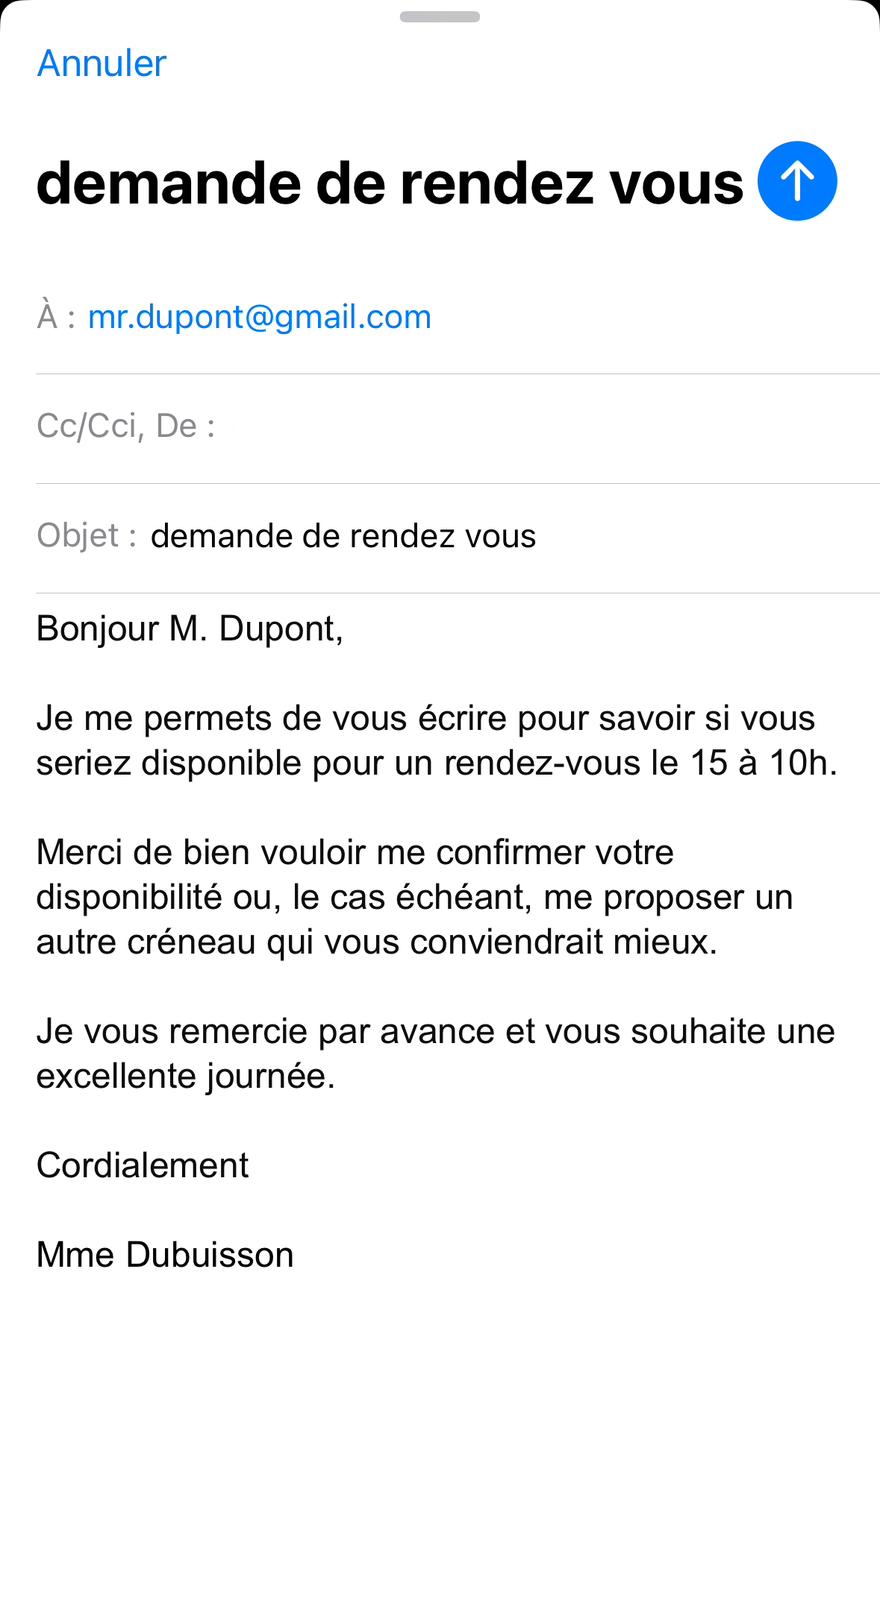 Annuler
demande de rendez vous
À : mr.dupont@gmail.com
Cc/Cci, De :
Objet : demande de rendez vous
Bonjour M. Dupont,
Je me permets de vous écrire pour savoir si vous
seriez disponible pour un rendez-vous le 15 à 10h.
Merci de bien vouloir me confirmer votre
disponibilité ou, le cas échéant, me proposer un
autre créneau qui vous conviendrait mieux.
Je vous remercie par avance et vous souhaite une
excellente journée.
Cordialement
Mme Dubuisson